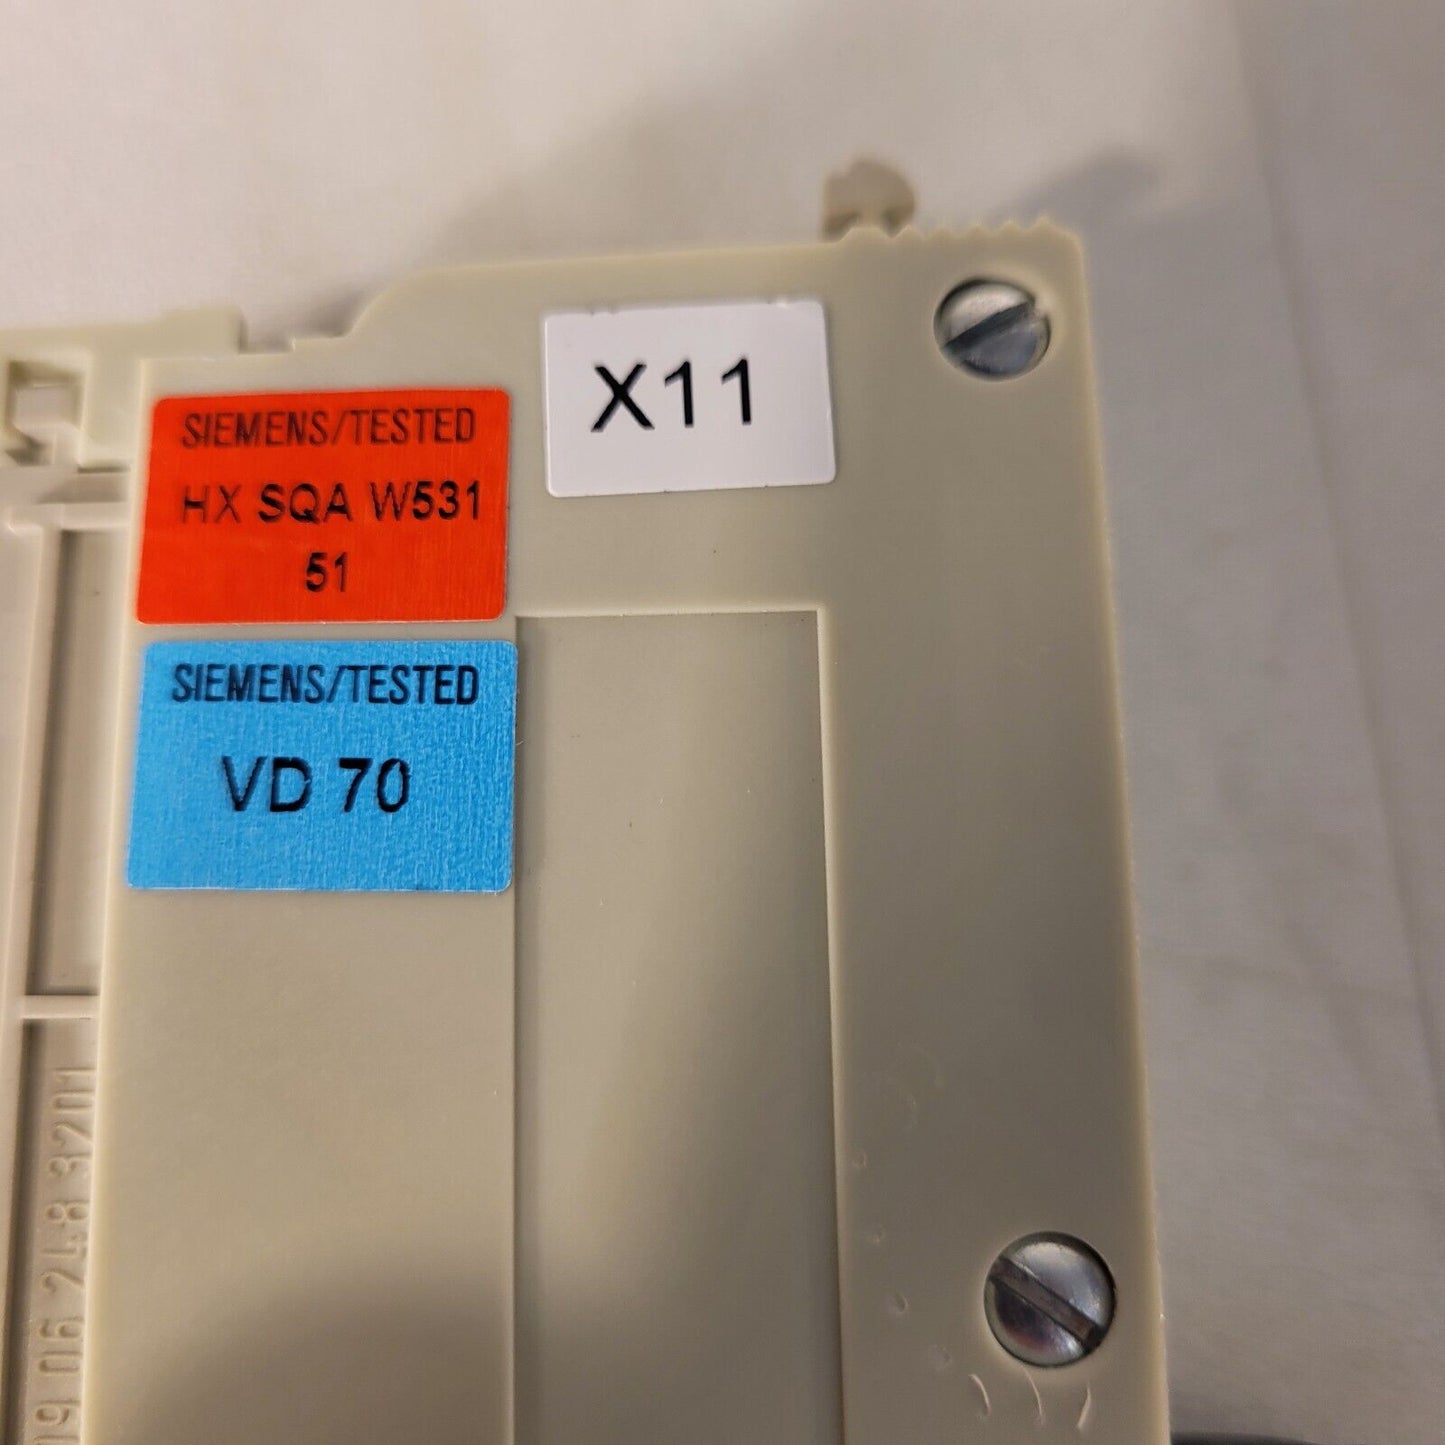 X11
SIEMENS/TESTED
HX SQA W531
51
SIEMENS/TESTED
VD 70